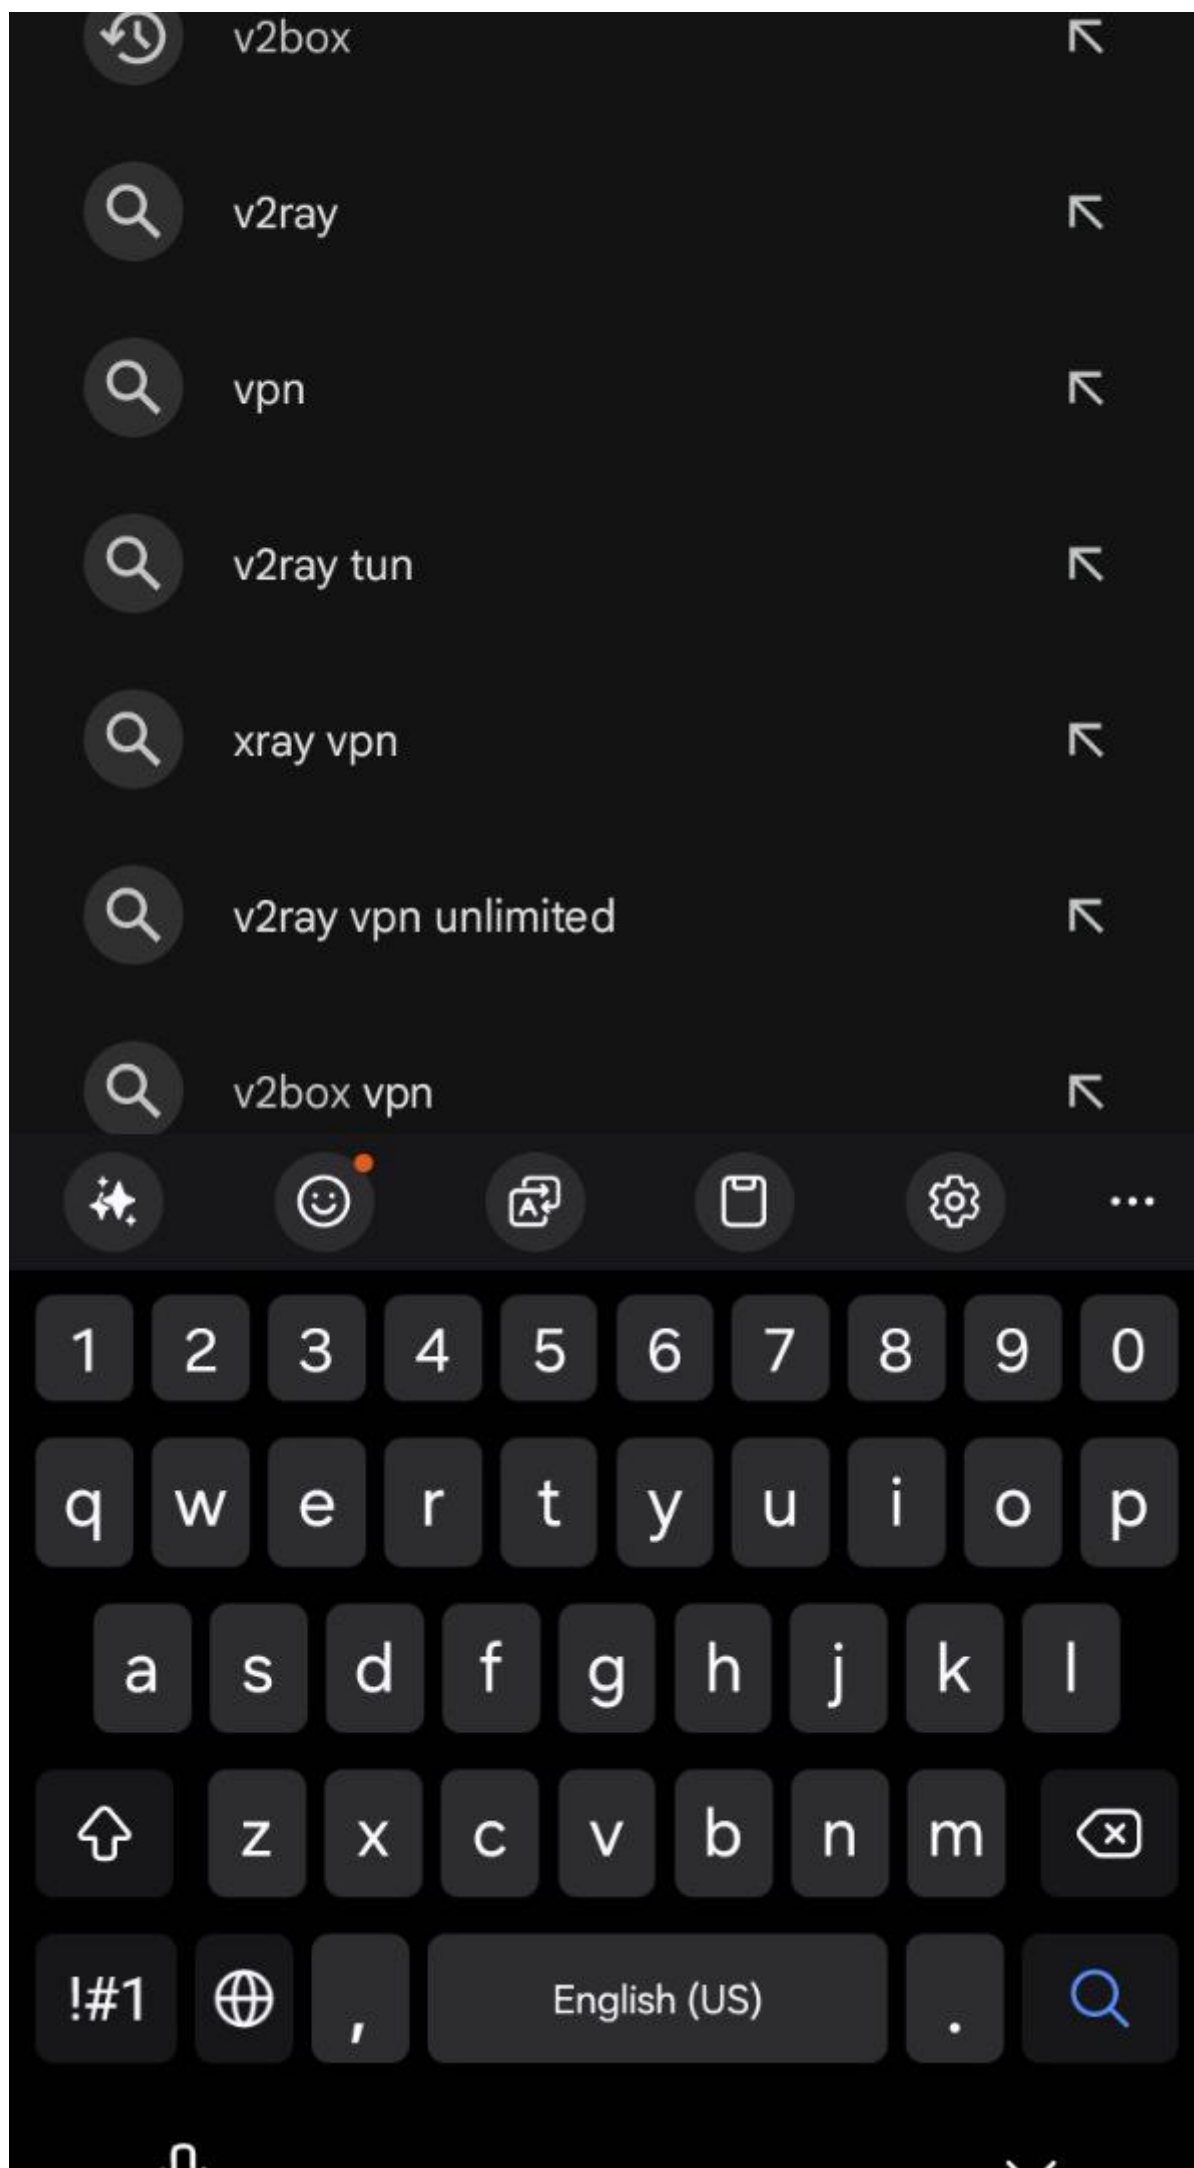 v2box
v2ray
vpn
v2ray tun
xray vpn
v2ray vpn unlimited
v2box vpn
1 2 3 4 5 6 7 8 9 0
q w e r t y u i o p
a s d f g h j k l
z x c v b n m
!#1 , English (US) .